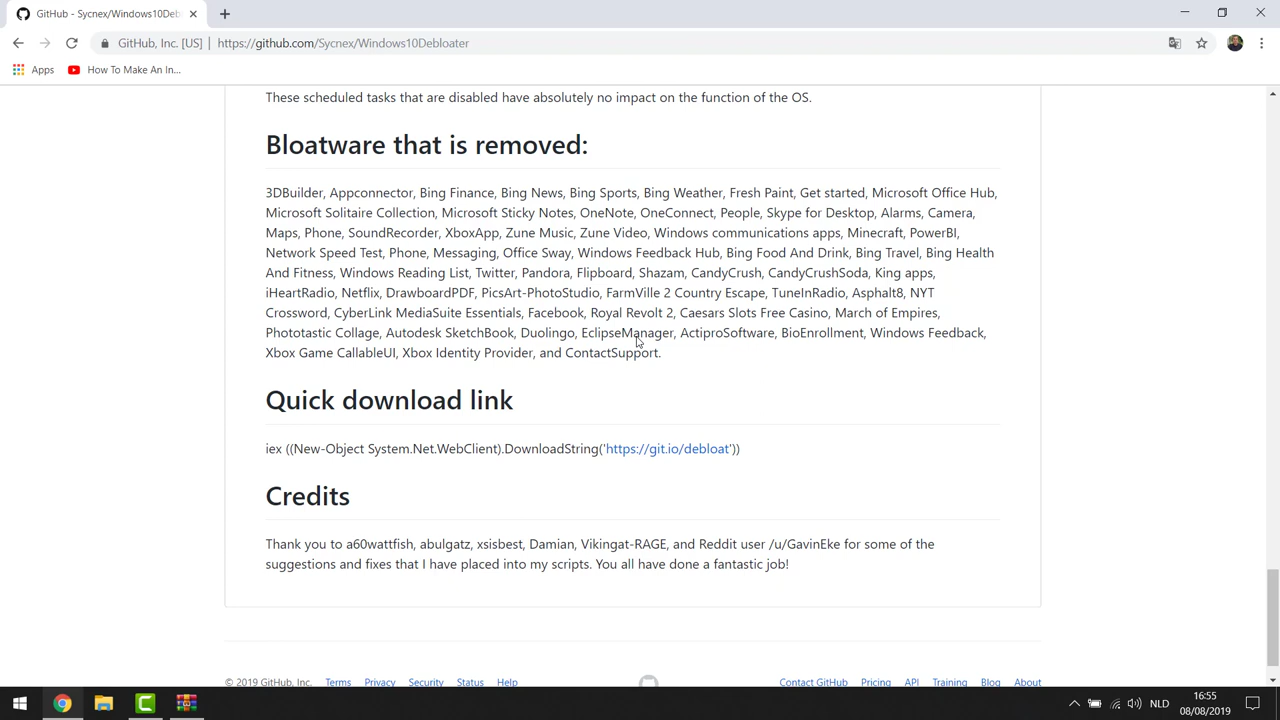 GitHub - Sycnex/Windows10Deb
GitHub, Inc. [US] | https://github.com/Sycnex/Windows10Debloater
Apps How To Make An In...
These scheduled tasks that are disabled have absolutely no impact on the function of the OS.
Bloatware that is removed:
3DBuilder, Appconnector, Bing Finance, Bing News, Bing Sports, Bing Weather, Fresh Paint, Get started, Microsoft Office Hub,
Microsoft Solitaire Collection, Microsoft Sticky Notes, OneNote, OneConnect, People, Skype for Desktop, Alarms, Camera,
Maps, Phone, SoundRecorder, XboxApp, Zune Music, Zune Video, Windows communications apps, Minecraft, PowerBI,
Network Speed Test, Phone, Messaging, Office Sway, Windows Feedback Hub, Bing Food And Drink, Bing Travel, Bing Health
And Fitness, Windows Reading List, Twitter, Pandora, Flipboard, Shazam, CandyCrush, CandyCrushSoda, King apps,
iHeartRadio, Netflix, DrawboardPDF, PicsArt-PhotoStudio, FarmVille 2 Country Escape, TuneInRadio, Asphalt8, NYT
Crossword, CyberLink MediaSuite Essentials, Facebook, Royal Revolt 2, Caesars Slots Free Casino, March of Empires,
Phototastic Collage, Autodesk SketchBook, Duolingo, EclipseManager, ActiproSoftware, BioEnrollment, Windows Feedback,
Xbox Game CallableUI, Xbox Identity Provider, and ContactSupport.
Quick download link
iex ((New-Object System.Net.WebClient).DownloadString('https://git.io/debloat'))
Credits
Thank you to a60wattfish, abulgatz, xsisbest, Damian, Vikingat-RAGE, and Reddit user /u/GavinEke for some of the
suggestions and fixes that I have placed into my scripts. You all have done a fantastic job!
© 2019 GitHub, Inc. Terms Privacy Security Status Help Contact GitHub Pricing API Training Blog About
NLD
16:55
08/08/2019